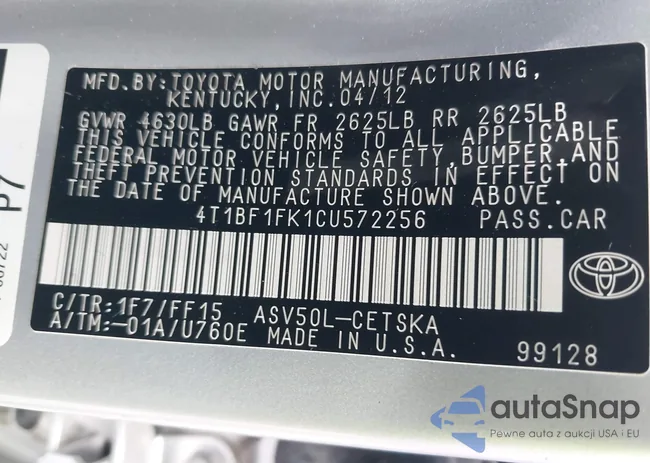 MFD.BY:TOYOTA MOTOR MANUFACTURING,
KENTUCKY,INC.04/12
GVWR 4630LB GAWR FR 2625LB RR 2625LB
THIS VEHICLE CONFORMS TO ALL APPLICABLE
FEDERAL MOTOR VEHICLE SAFETY,BUMPER,AND
THEFT PREVENTION STANDARDS IN EFFECT ON
THE DATE OF MANUFACTURE SHOWN ABOVE.
4T1BF1FK1CU572256 PASS.CAR
C/TR:1F7/FF15 ASV50L-CETSKA
A/TM:-01A/U760E MADE IN U.S.A. 99128
P7
autaSnap
Pewne auta z aukcji USA i EU